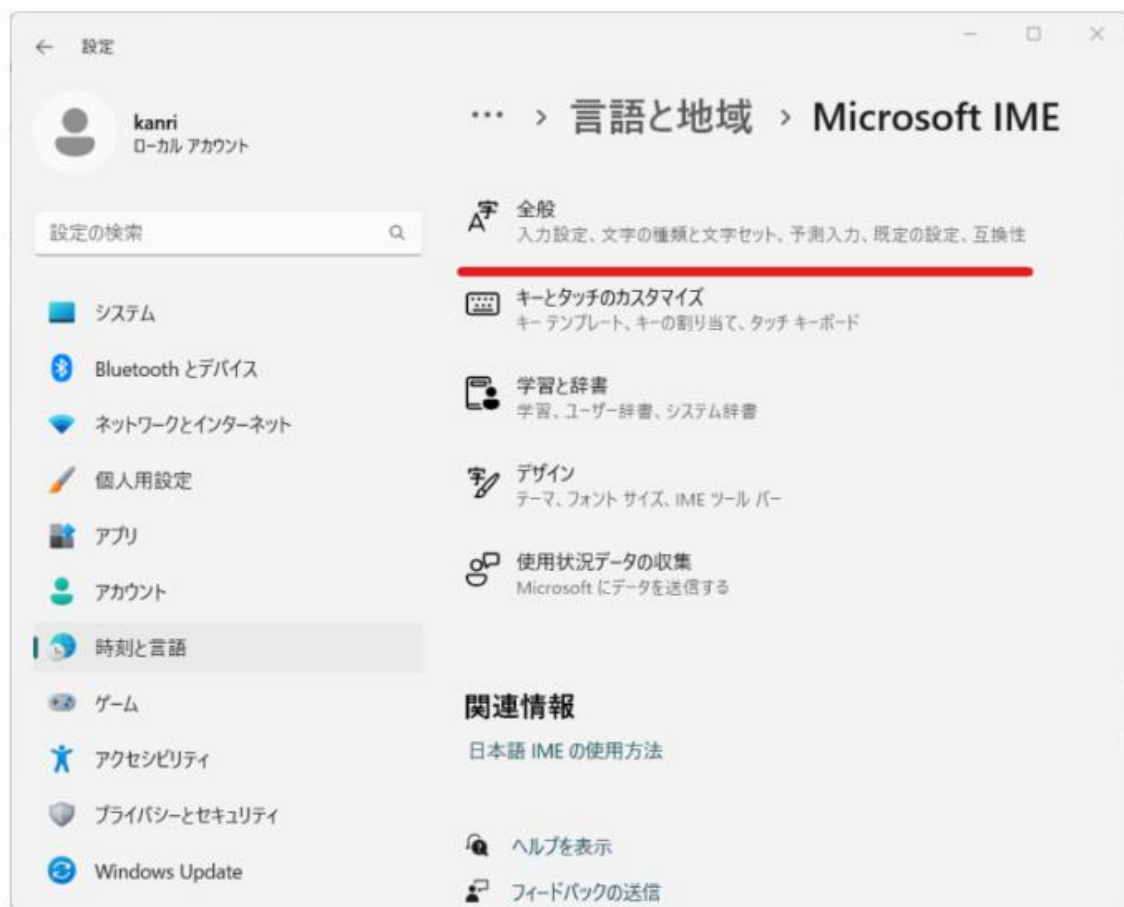 設定
kanri
ローカル アカウント
設定の検索
システム
Bluetooth とデバイス
ネットワークとインターネット
個人用設定
アプリ
アカウント
時刻と言語
ゲーム
アクセシビリティ
プライバシーとセキュリティ
Windows Update
… › 言語と地域 › Microsoft IME
全般
入力設定、文字の種類と文字セット、予測入力、既定の設定、互換性
キーとタッチのカスタマイズ
キー テンプレート、キーの割り当て、タッチ キーボード
学習と辞書
学習、ユーザー辞書、システム辞書
デザイン
テーマ、フォント サイズ、IME ツール バー
使用状況データの収集
Microsoft にデータを送信する
関連情報
日本語 IME の使用方法
ヘルプを表示
フィードバックの送信